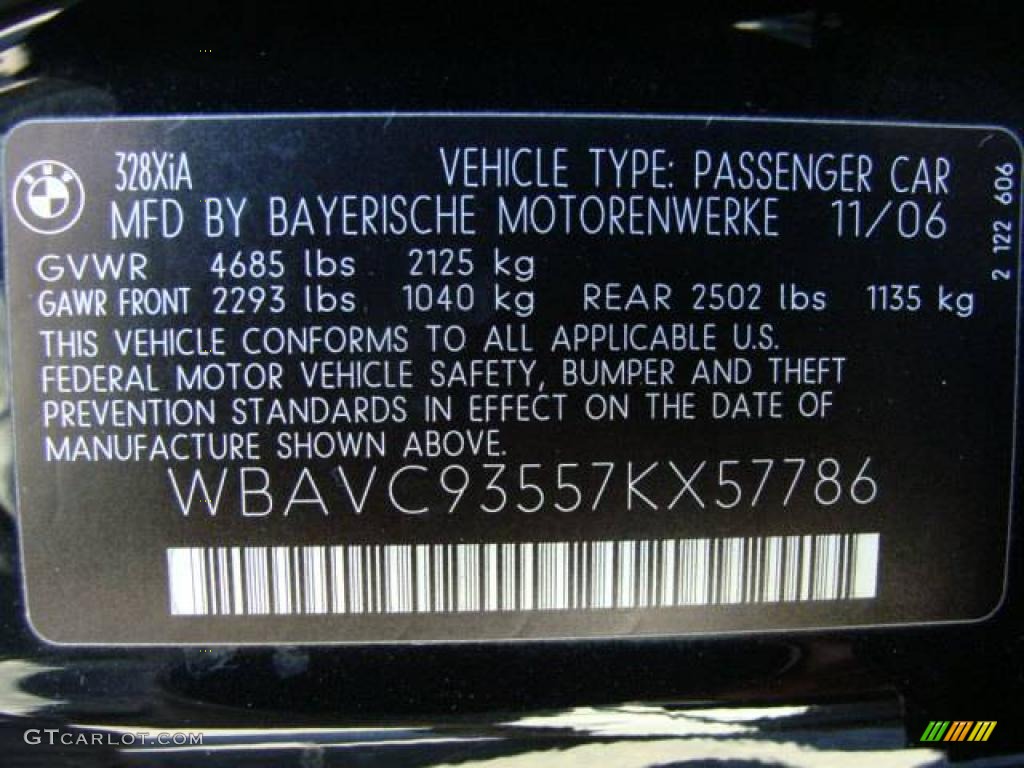 BMW
328XiA VEHICLE TYPE: PASSENGER CAR
MFD BY BAYERISCHE MOTORENWERKE 11/06
GVWR 4685 lbs 2125 kg
GAWR FRONT 2293 lbs 1040 kg REAR 2502 lbs 1135 kg
THIS VEHICLE CONFORMS TO ALL APPLICABLE U.S.
FEDERAL MOTOR VEHICLE SAFETY, BUMPER AND THEFT
PREVENTION STANDARDS IN EFFECT ON THE DATE OF
MANUFACTURE SHOWN ABOVE.
WBAVC93557KX57786
2 122 606
GTCARLOT.COM